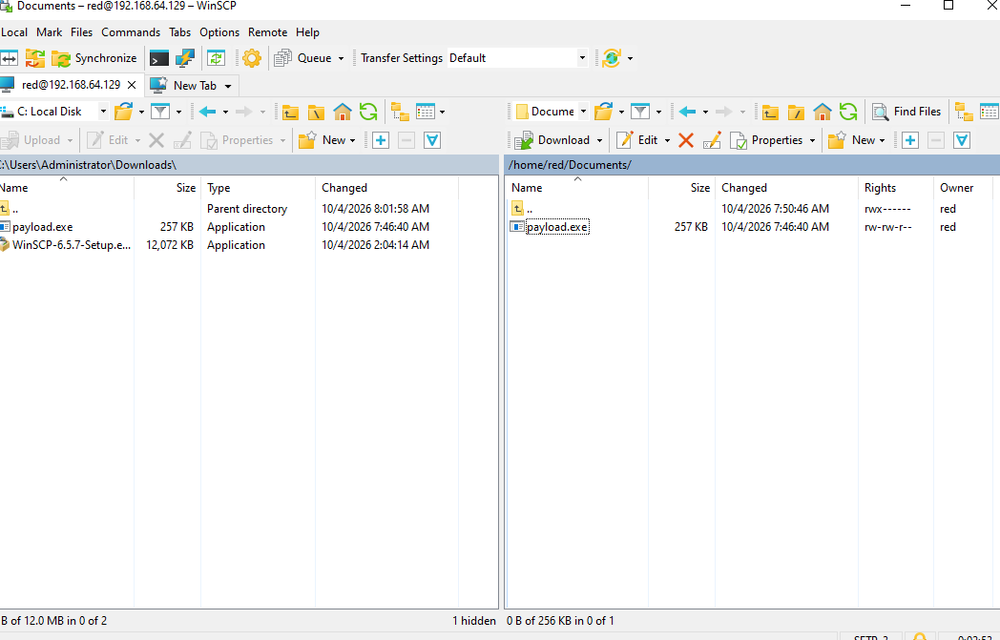 Documents – red@192.168.64.129 – WinSCP
Local Mark Files Commands Tabs Options Remote Help
Synchronize Queue Transfer Settings Default
red@192.168.64.129 New Tab
C: Local Disk Docume Find Files
Upload Edit Properties New Download Edit Properties New
C:\Users\Administrator\Downloads\ /home/red/Documents/
Name Size Type Changed Name Size Changed Rights Owner
.. Parent directory 10/4/2026 8:01:58 AM .. 10/4/2026 7:50:46 AM rwx------ red
payload.exe 257 KB Application 10/4/2026 7:46:40 AM payload.exe 257 KB 10/4/2026 7:46:40 AM rw-rw-r-- red
WinSCP-6.5.7-Setup.e... 12,072 KB Application 10/4/2026 2:04:14 AM
B of 12.0 MB in 0 of 2 1 hidden 0 B of 256 KB in 0 of 1